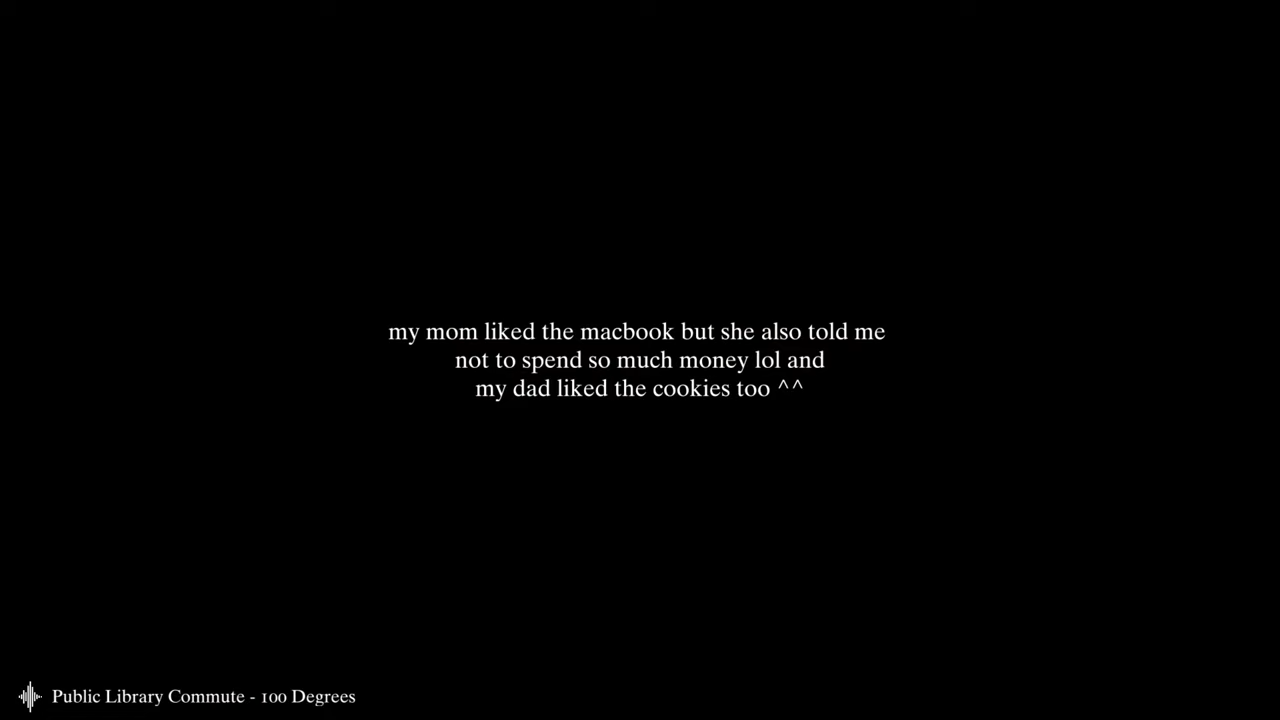 my mom liked the macbook but she also told me
not to spend so much money lol and
my dad liked the cookies too ^^
Public Library Commute - 100 Degrees